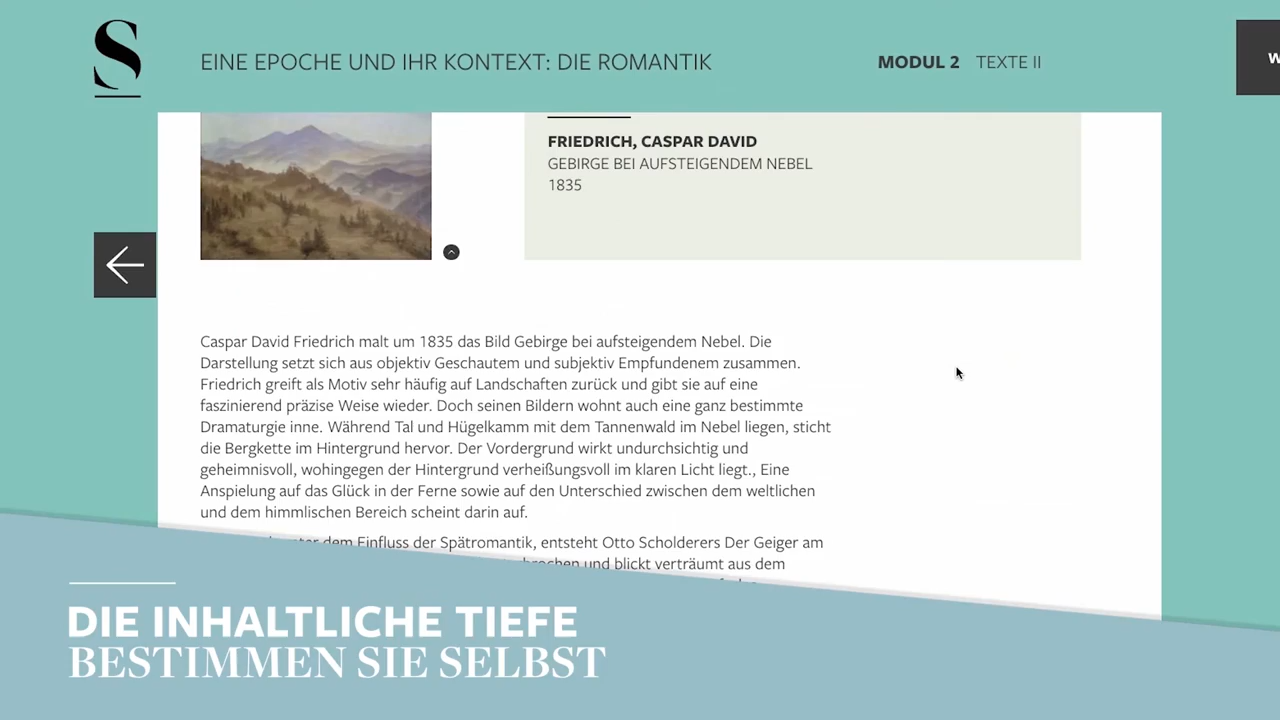 S
EINE EPOCHE UND IHR KONTEXT: DIE ROMANTIK
MODUL 2 TEXTE II
FRIEDRICH, CASPAR DAVID
GEBIRGE BEI AUFSTEIGENDEM NEBEL
1835
Caspar David Friedrich malt um 1835 das Bild Gebirge bei aufsteigendem Nebel. Die
Darstellung setzt sich aus objektiv Geschautem und subjektiv Empfundenem zusammen.
Friedrich greift als Motiv sehr häufig auf Landschaften zurück und gibt sie auf eine
faszinierend präzise Weise wieder. Doch seinen Bildern wohnt auch eine ganz bestimmte
Dramaturgie inne. Während Tal und Hügelkamm mit dem Tannenwald im Nebel liegen, sticht
die Bergkette im Hintergrund hervor. Der Vordergrund wirkt undurchsichtig und
geheimnisvoll, wohingegen der Hintergrund verheißungsvoll im klaren Licht liegt., Eine
Anspielung auf das Glück in der Ferne sowie auf den Unterschied zwischen dem weltlichen
und dem himmlischen Bereich scheint darin auf.
dem Einfluss der Spätromantik, entsteht Otto Scholderers Der Geiger am
und blickt verträumt aus dem
DIE INHALTLICHE TIEFE
BESTIMMEN SIE SELBST